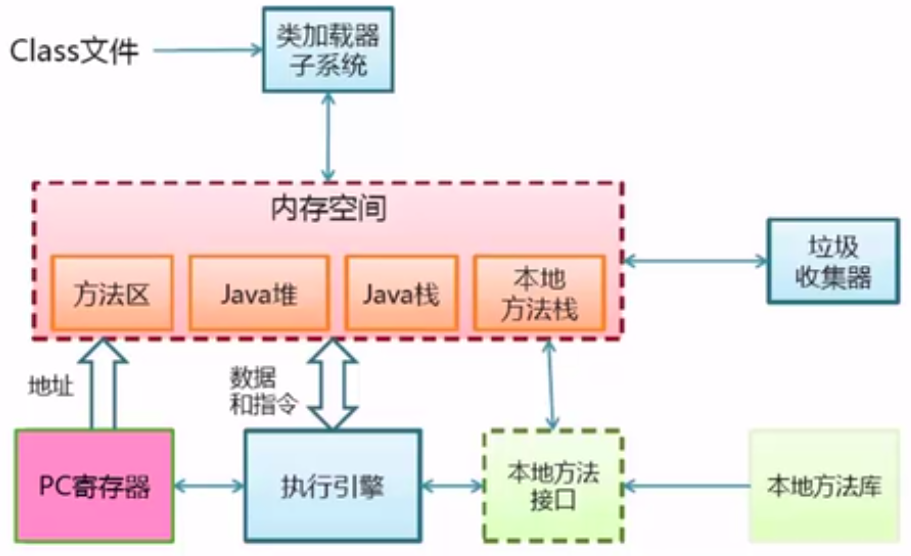 Class文件
类加载器
子系统
内存空间
方法区
Java堆
Java栈
本地
方法栈
垃圾
收集器
地址
数据
和指令
PC寄存器
执行引擎
本地方法
接口
本地方法库